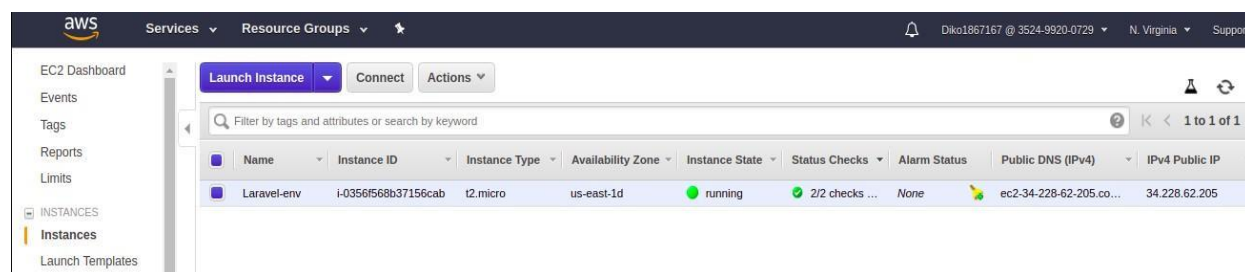 aws Services Resource Groups Diko1867167 @ 3524-9920-0729 N. Virginia Suppor
EC2 Dashboard
Events
Tags
Reports
Limits
INSTANCES
Instances
Launch Templates
Launch Instance Connect Actions
Filter by tags and attributes or search by keyword 1 to 1 of 1
Name Instance ID Instance Type Availability Zone Instance State Status Checks Alarm Status Public DNS (IPv4) IPv4 Public IP
Laravel-env i-0356f568b37156cab t2.micro us-east-1d running 2/2 checks ... None ec2-34-228-62-205.co... 34.228.62.205